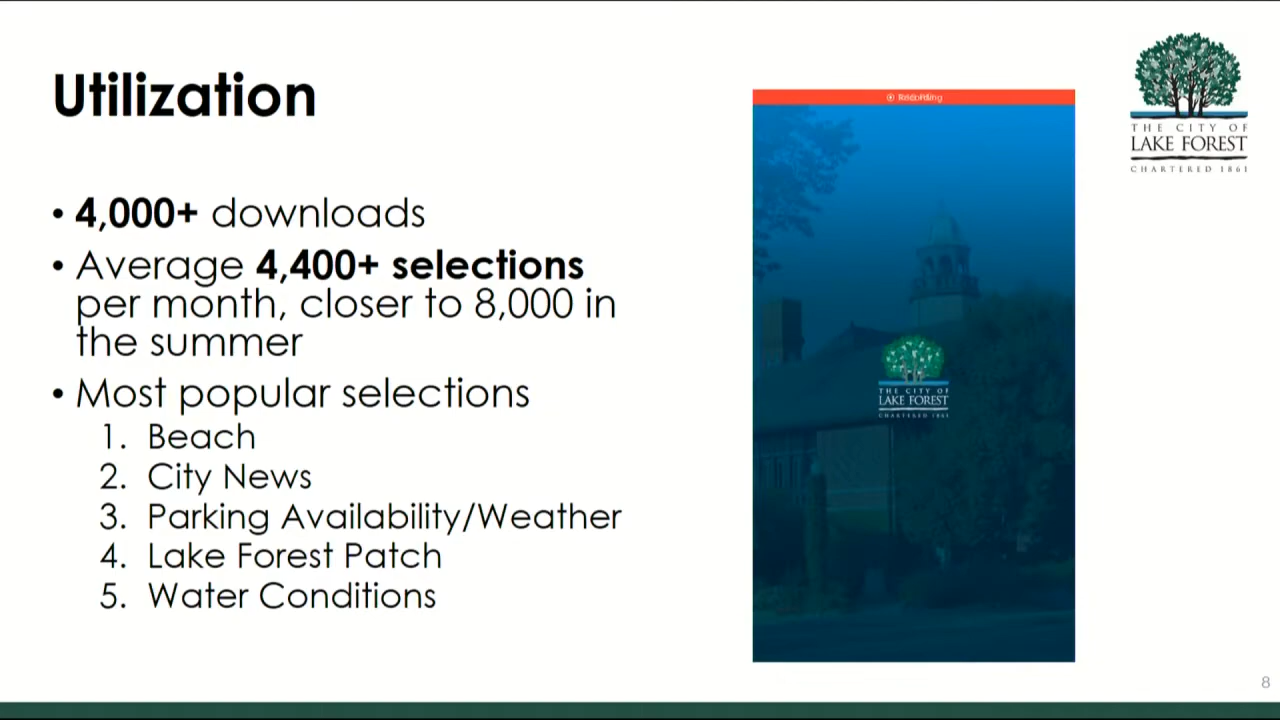 Utilization
• 4,000+ downloads
• Average 4,400+ selections
per month, closer to 8,000 in
the summer
• Most popular selections
1. Beach
2. City News
3. Parking Availability/Weather
4. Lake Forest Patch
5. Water Conditions
THE CITY OF
LAKE FOREST
CHARTERED 1861
THE CITY OF
LAKE FOREST
CHARTERED 1861
8